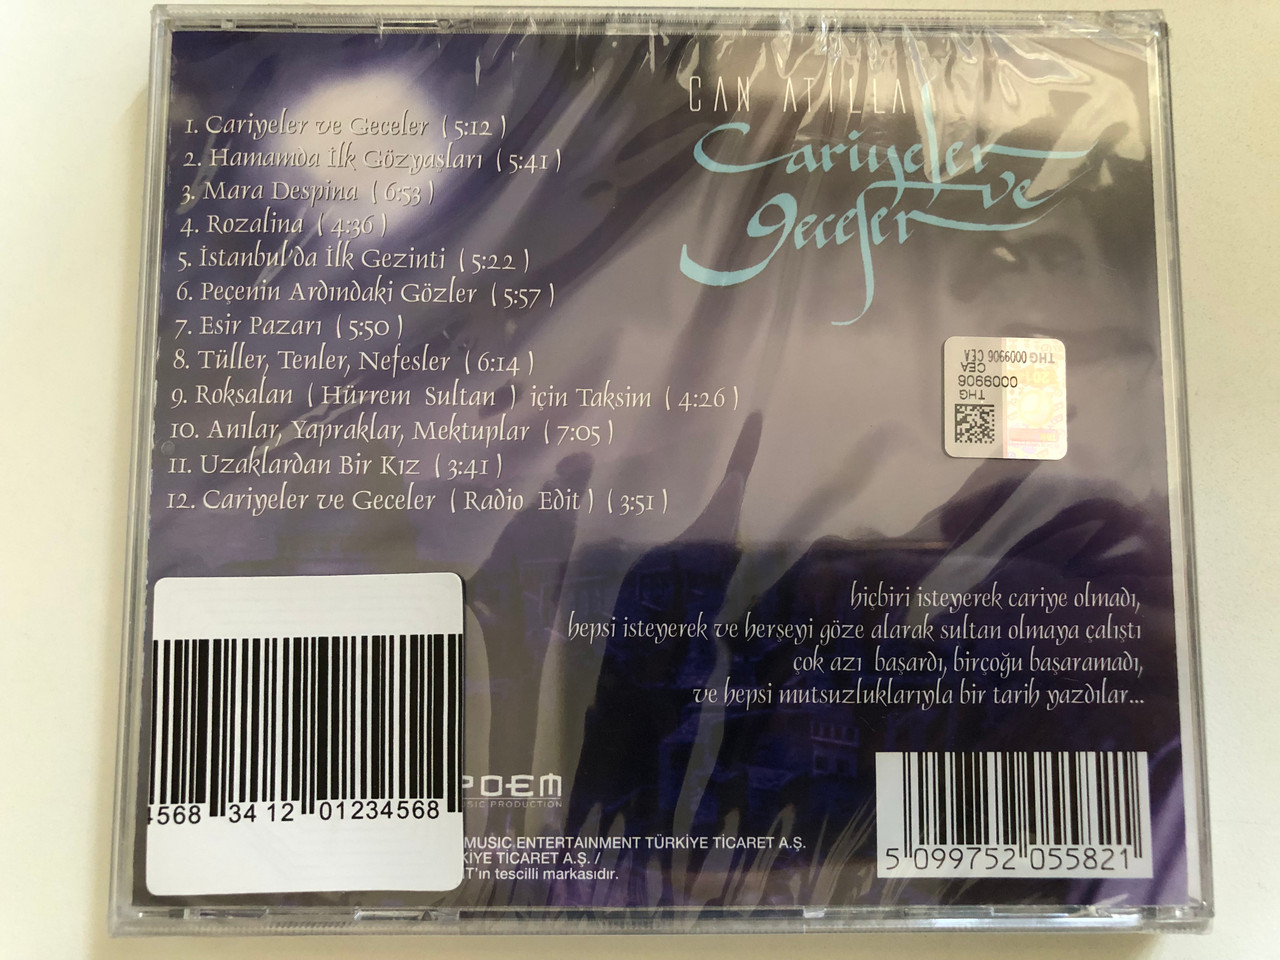 CAN ATILLA
Cariyeler
ve
geceler
1. Cariyeler ve Geceler ( 5:12 )
2. Hamamda İlk Gözyaşları ( 5:41 )
3. Mara Despina ( 6:53 )
4. Rozalina ( 4:36 )
5. İstanbul'da İlk Gezinti ( 5:22 )
6. Peçenin Ardındaki Gözler ( 5:57 )
7. Esir Pazarı ( 5:50 )
8. Tüller, Tenler, Nefesler ( 6:14 )
9. Roksalan ( Hürrem Sultan ) için Taksim ( 4:26 )
10. Anılar, Yapraklar, Mektuplar ( 7:05 )
11. Uzaklardan Bir Kız ( 3:41 )
12. Cariyeler ve Geceler ( Radio Edit ) ( 3:51 )
THG 0009906 CEA
CEA
0009906
THG
hiçbiri isteyerek cariye olmadı,
hepsi isteyerek ve herşeyi göze alarak sultan olmaya çalıştı
çok azı başardı, birçoğu başaramadı,
ve hepsi mutsuzluklarıyla bir tarih yazdılar...
4568 34 12 01234568
POEM
MUSIC PRODUCTION
MUSIC ENTERTAINMENT TÜRKİYE TİCARET A.Ş.
KİYE TİCARET A.Ş. /
T'ın tescilli markasıdır.
5 099752 055821